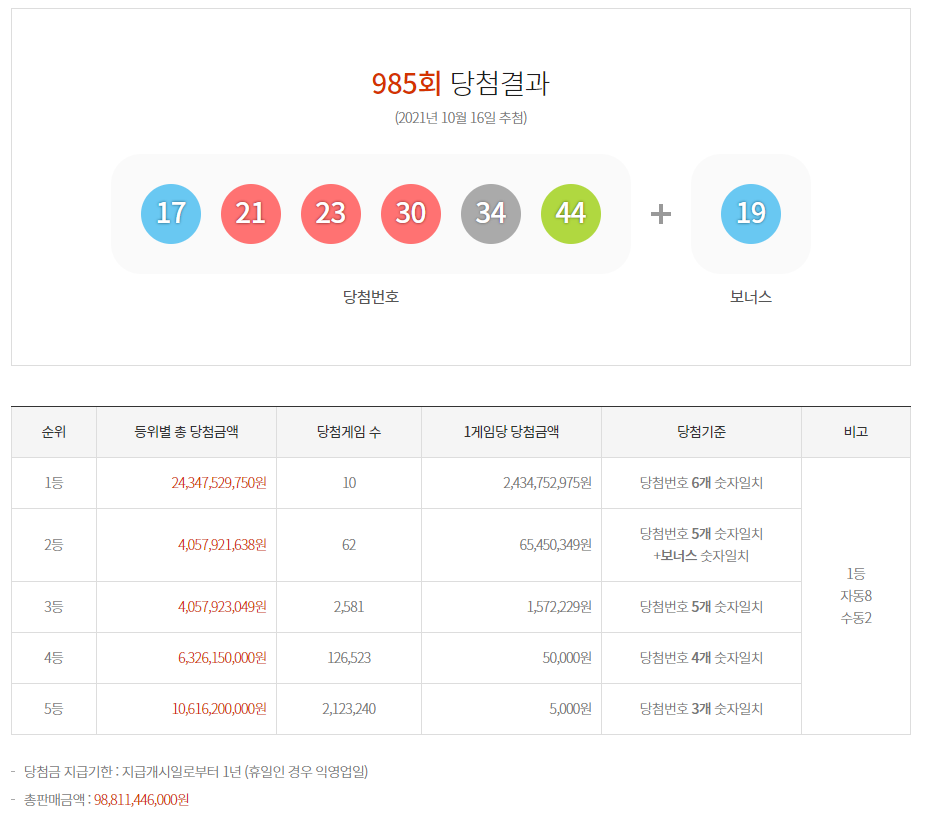 985회 당첨결과
(2021년 10월 16일 추첨)
17 21 23 30 34 44 + 19
당첨번호 보너스
순위 등위별 총 당첨금액 당첨게임 수 1게임당 당첨금액 당첨기준 비고
1등 24,347,529,750원 10 2,434,752,975원 당첨번호 6개 숫자일치
2등 4,057,921,638원 62 65,450,349원 당첨번호 5개 숫자일치
+보너스 숫자일치
3등 4,057,923,049원 2,581 1,572,229원 당첨번호 5개 숫자일치
4등 6,326,150,000원 126,523 50,000원 당첨번호 4개 숫자일치
5등 10,616,200,000원 2,123,240 5,000원 당첨번호 3개 숫자일치
1등
자동8
수동2
- 당첨금 지급기한 : 지급개시일로부터 1년 (휴일인 경우 익영업일)
- 총판매금액 : 98,811,446,000원